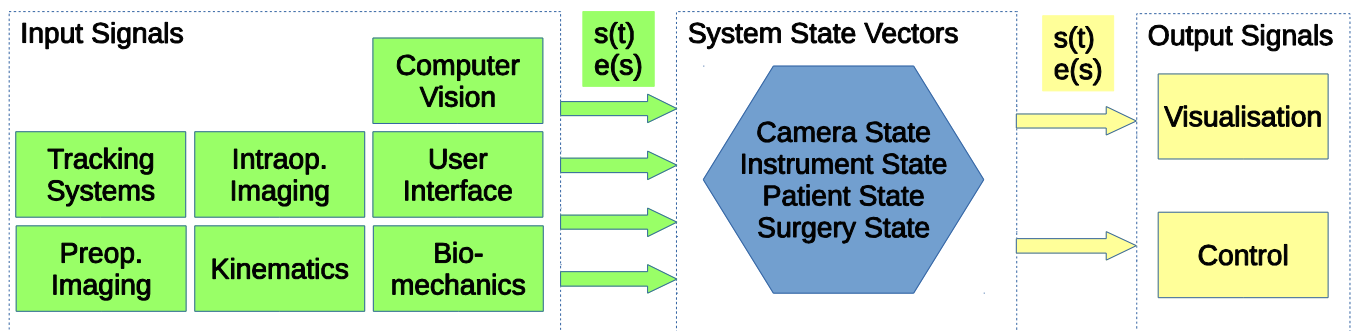 Input Signals
Computer
Vision
Tracking
Systems
Intraop.
Imaging
User
Interface
Preop.
Imaging
Kinematics
Bio-
mechanics
s(t)
e(s)
System State Vectors
Camera State
Instrument State
Patient State
Surgery State
s(t)
e(s)
Output Signals
Visualisation
Control